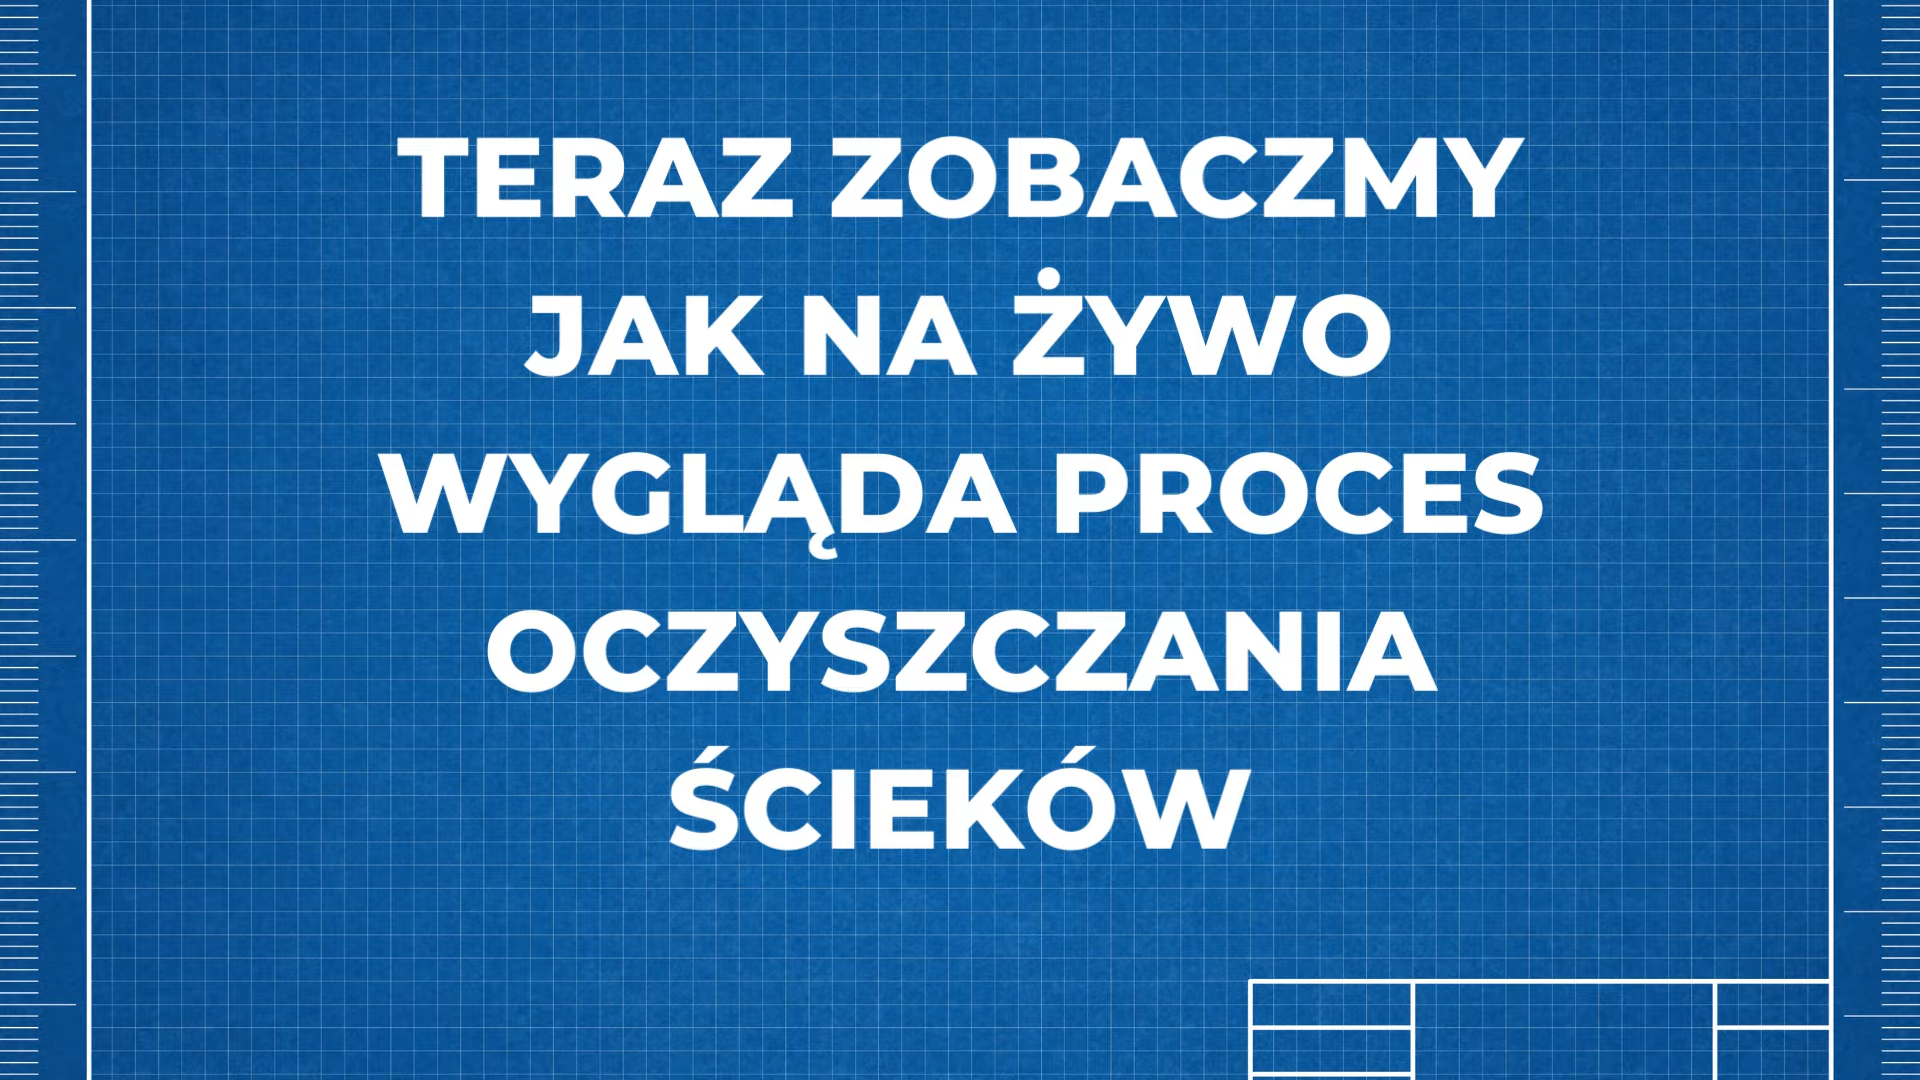 TERAZ ZOBACZMY
JAK NA ŻYWO
WYGLĄDA PROCES
OCZYSZCZANIA
ŚCIEKÓW